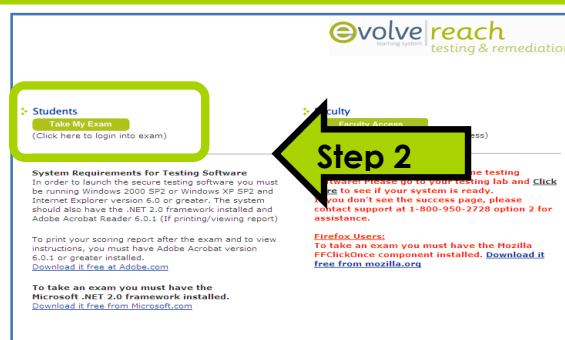 evolve reach
learning system
testing & remediation
Students
Take My Exam
(Click here to login into exam)
Faculty Access
Step 2
System Requirements for Testing Software
In order to launch the secure testing software you must
be running Windows 2000 SP2 or Windows XP SP2 and
Internet Explorer version 6.0 or greater. The system
should also have the .NET 2.0 framework installed and
Adobe Acrobat Reader 6.0.1 (If printing/viewing report)
To print your scoring report after the exam and to view
instructions, you must have Adobe Acrobat version
6.0.1 or greater installed.
Download it free at Adobe.com
To take an exam you must have the
Microsoft .NET 2.0 framework installed.
Download it free from Microsoft.com
testing
Please go to your testing lab and Click
to see if your system is ready.
you don't see the success page, please
contact support at 1-800-950-2728 option 2 for
assistance.
Firefox Users:
To take an exam you must have the Mozilla
FFClickOnce component installed. Download it
free from mozilla.org